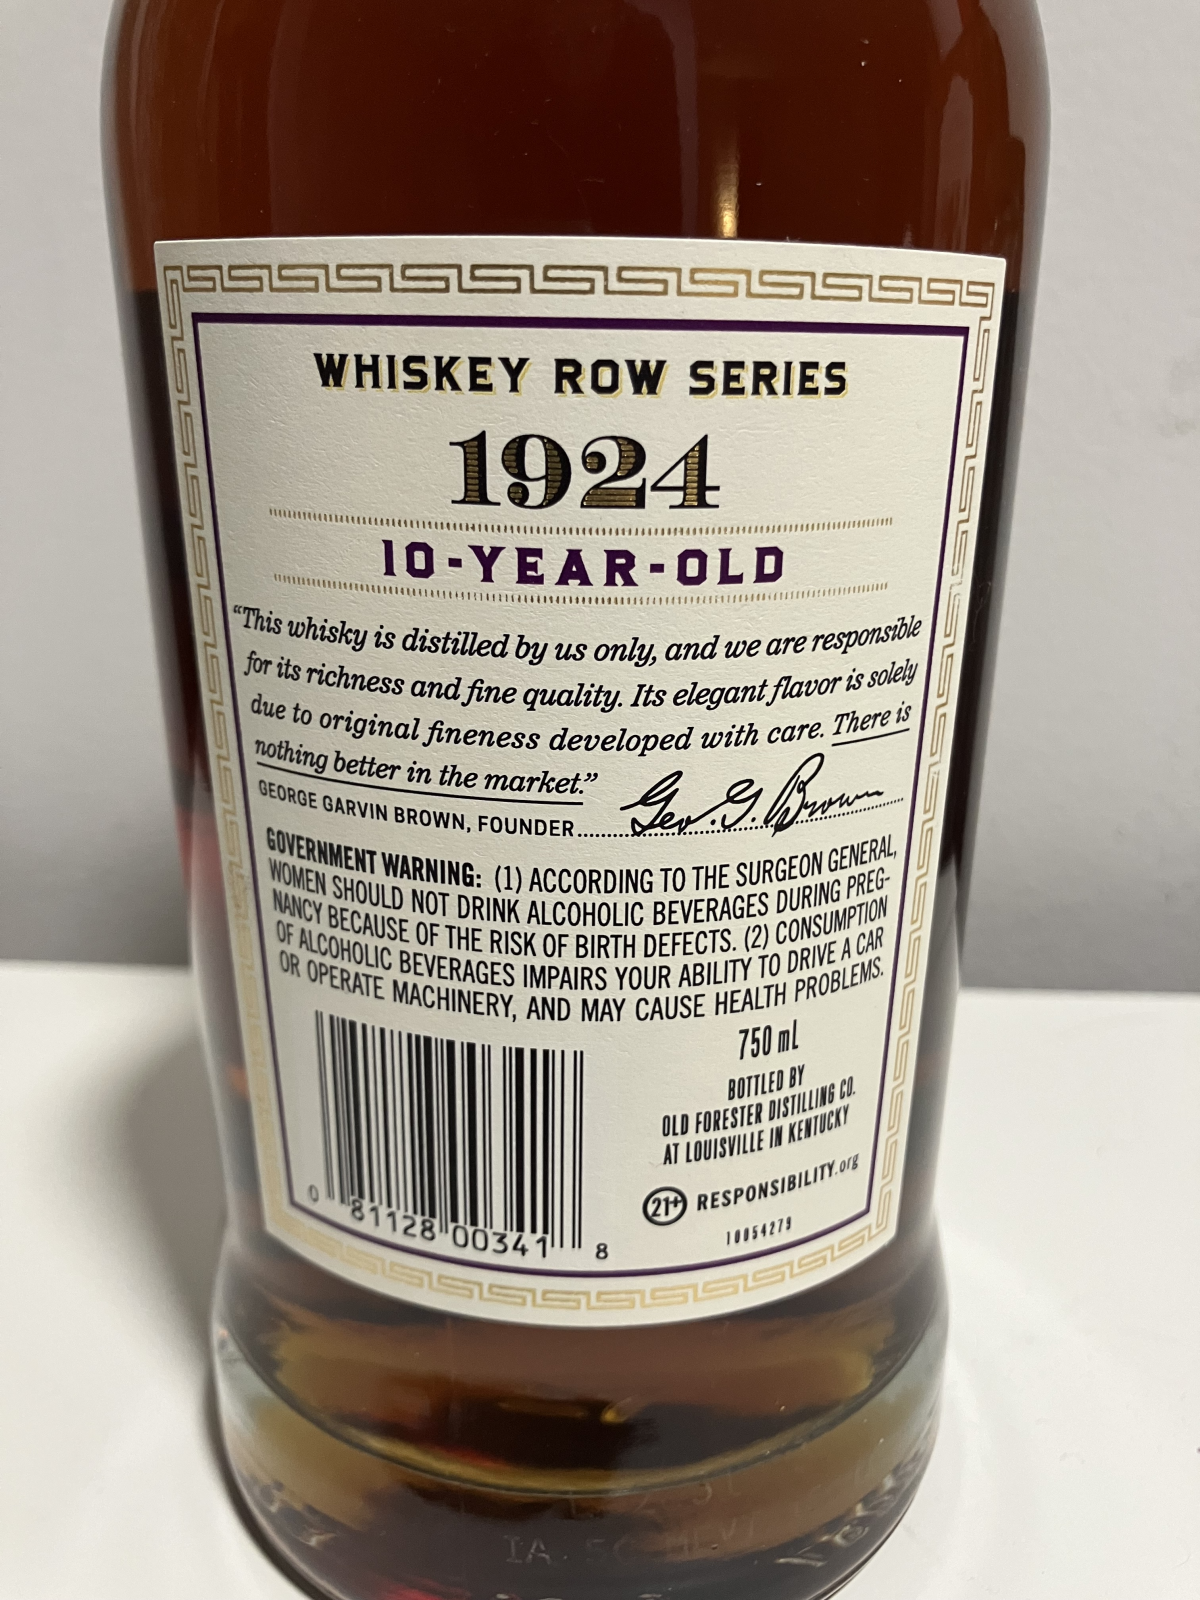 WHISKEY ROW SERIES
1924
10-YEAR-OLD
“This whisky is distilled by us only, and we are responsible
for its richness and fine quality. Its elegant flavor is solely
due to original fineness developed with care. There is
nothing better in the market.”
Geo. G. Brown
GEORGE GARVIN BROWN, FOUNDER
GOVERNMENT WARNING: (1) ACCORDING TO THE SURGEON GENERAL,
WOMEN SHOULD NOT DRINK ALCOHOLIC BEVERAGES DURING PREG-
NANCY BECAUSE OF THE RISK OF BIRTH DEFECTS. (2) CONSUMPTION
OF ALCOHOLIC BEVERAGES IMPAIRS YOUR ABILITY TO DRIVE A CAR
OR OPERATE MACHINERY, AND MAY CAUSE HEALTH PROBLEMS.
750 mL
BOTTLED BY
OLD FORESTER DISTILLING CO.
AT LOUISVILLE IN KENTUCKY
21+ RESPONSIBILITY.org
10054279
0 81128 00341 8